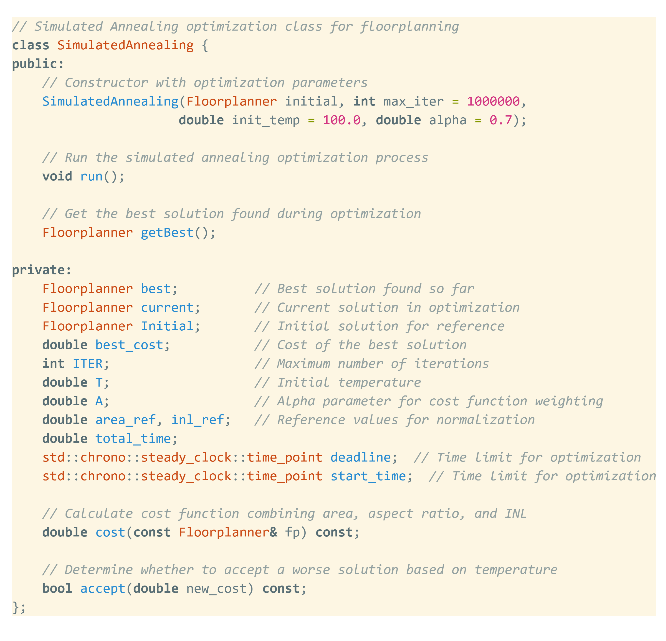 // Simulated Annealing optimization class for floorplanning
class SimulatedAnnealing {
public:
    // Constructor with optimization parameters
    SimulatedAnnealing(Floorplanner initial, int max_iter = 1000000,
                      double init_temp = 100.0, double alpha = 0.7);

    // Run the simulated annealing optimization process
    void run();

    // Get the best solution found during optimization
    Floorplanner getBest();

private:
    Floorplanner best;          // Best solution found so far
    Floorplanner current;       // Current solution in optimization
    Floorplanner Initial;       // Initial solution for reference
    double best_cost;           // Cost of the best solution
    int ITER;                   // Maximum number of iterations
    double T;                   // Initial temperature
    double A;                   // Alpha parameter for cost function weighting
    double area_ref, inl_ref;   // Reference values for normalization
    double total_time;
    std::chrono::steady_clock::time_point deadline;  // Time limit for optimization
    std::chrono::steady_clock::time_point start_time;  // Time limit for optimization

    // Calculate cost function combining area, aspect ratio, and INL
    double cost(const Floorplanner& fp) const;

    // Determine whether to accept a worse solution based on temperature
    bool accept(double new_cost) const;
};